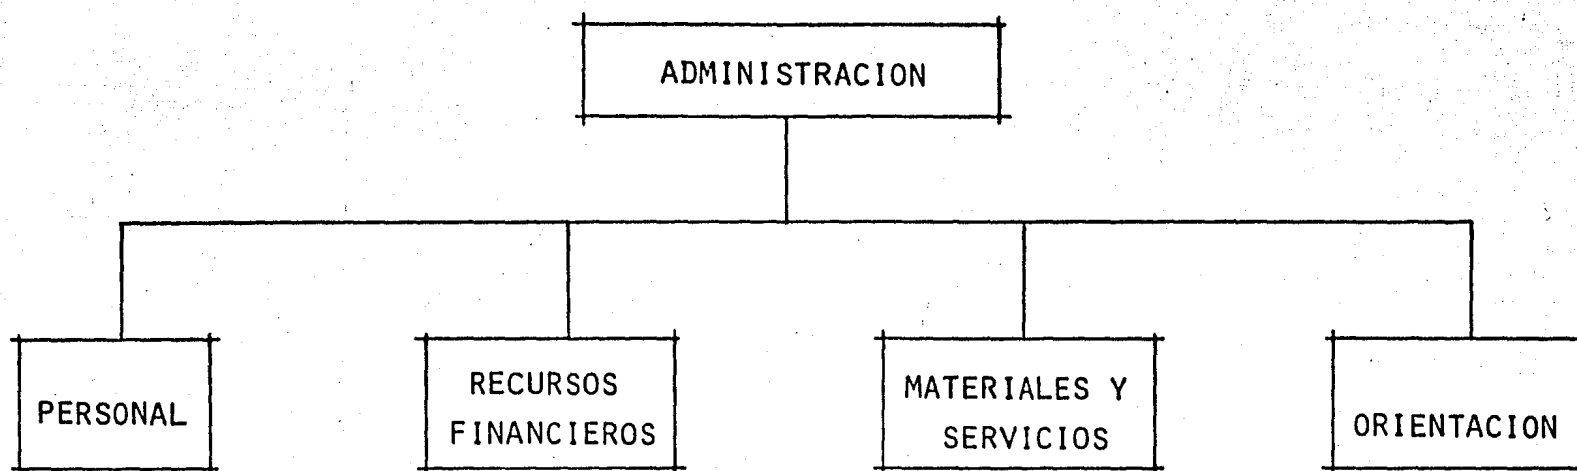 ADMINISTRACION
PERSONAL
RECURSOS
FINANCIEROS
MATERIALES Y
SERVICIOS
ORIENTACION